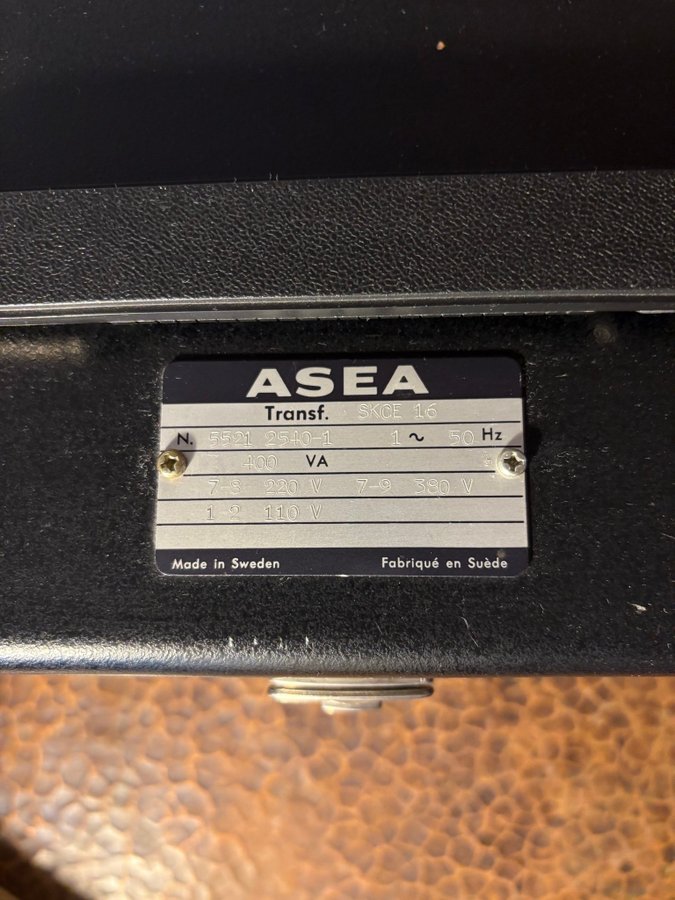 ASEA
Transf. SKCE 16
N. 5521 2540-1 1 ~ 50 Hz
400 VA
7-8 220 V 7-9 380 V
1-2 110 V
Made in Sweden Fabriqué en Suède